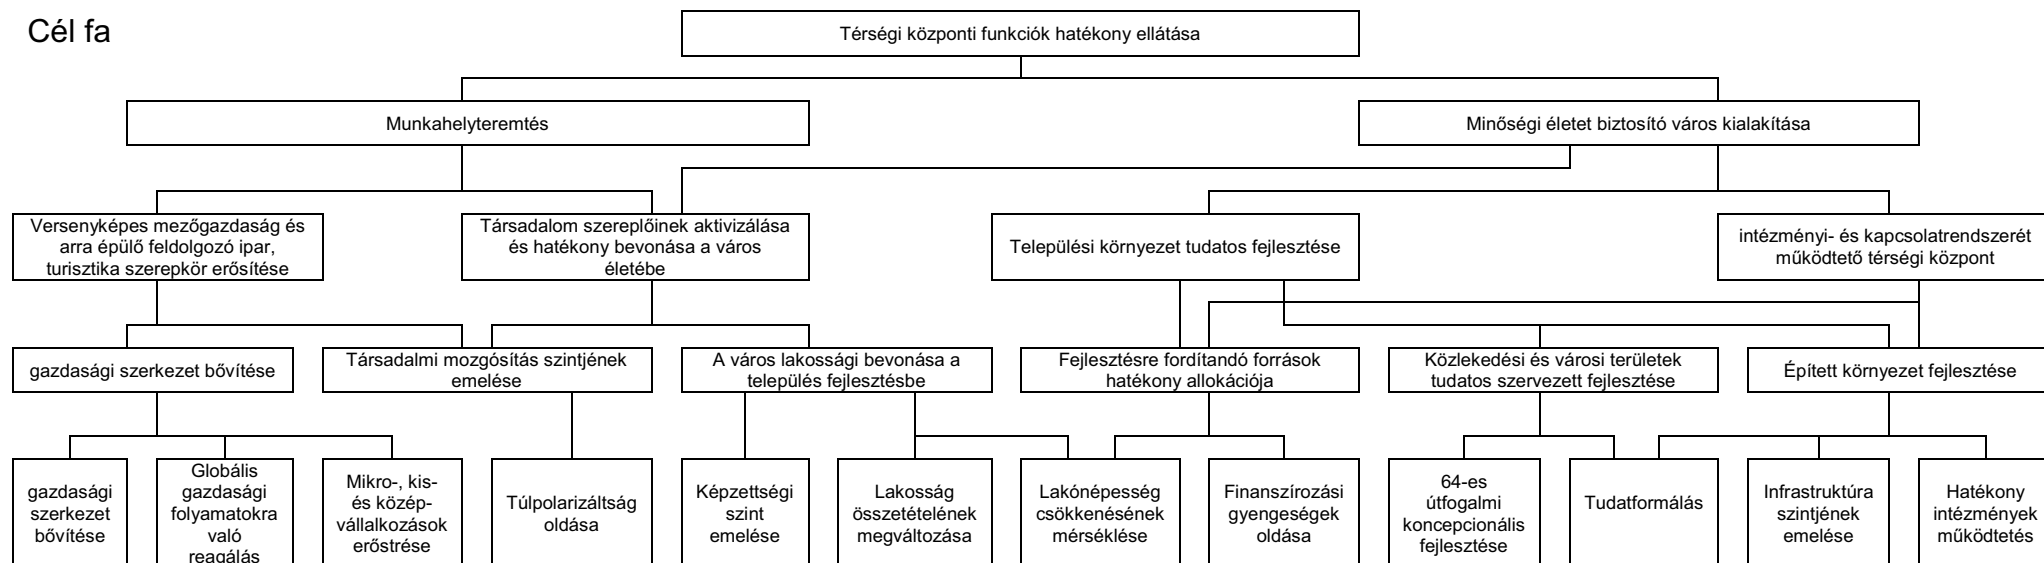 Cél fa
Térségi központi funkciók hatékony ellátása
Munkahelyteremtés
Minőségi életet biztosító város kialakítása
Versenyképes mezőgazdaság és
arra épülő feldolgozó ipar,
turisztika szerepkör erősítése
Társadalom szereplőinek aktivizálása
és hatékony bevonása a város
életébe
Települési környezet tudatos fejlesztése
intézményi- és kapcsolatrendszerét
működtető térségi központ
gazdasági szerkezet bővítése
Társadalmi mozgósítás szintjének
emelése
A város lakossági bevonása a
település fejlesztésbe
Fejlesztésre fordítandó források
hatékony allokációja
Közlekedési és városi területek
tudatos szervezett fejlesztése
Épített környezet fejlesztése
gazdasági
szerkezet
bővítése
Globális
gazdasági
folyamatokra
való
reagálás
Mikro-, kis-
és közép-
vállalkozások
erőstrése
Túlpolarizáltság
oldása
Képzettségi
szint
emelése
Lakosság
összetételének
megváltozása
Lakónépesség
csökkenésének
mérséklése
Finanszírozási
gyengeségek
oldása
64-es
útfogalmi
koncepcionális
fejlesztése
Tudatformálás
Infrastruktúra
szintjének
emelése
Hatékony
intézmények
működtetés